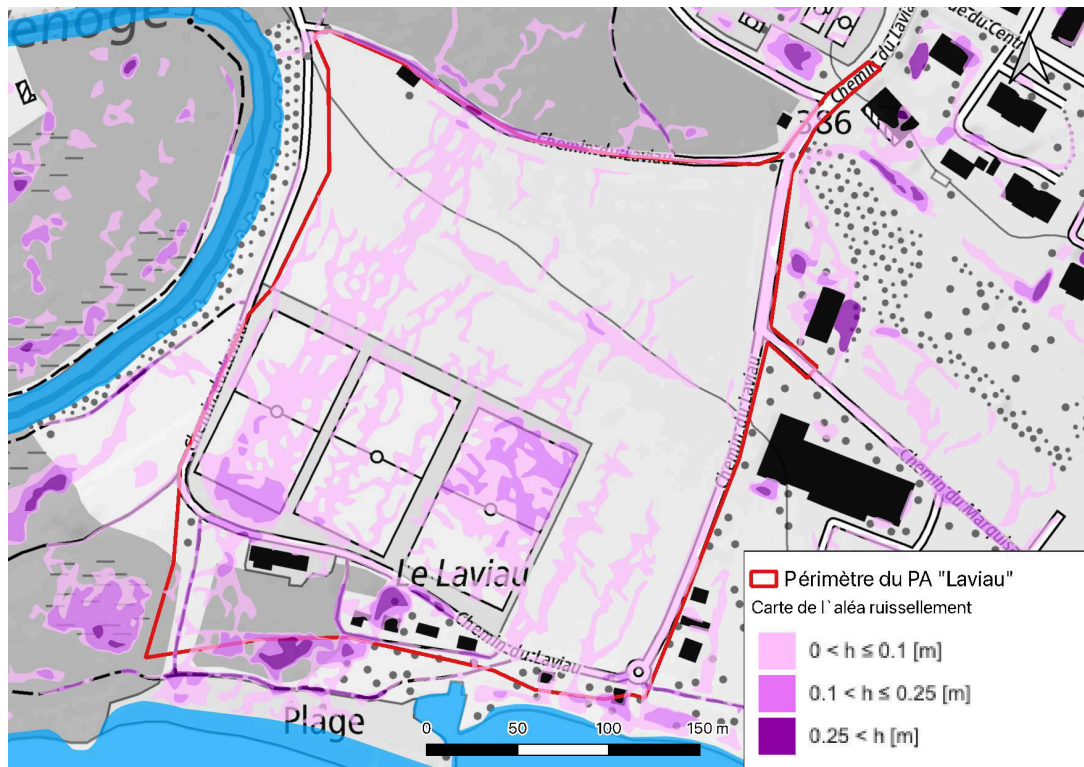 enoge
Chemin du Laviau
Chemin du Laviau
386
Chemin du Laviau
Chemin du Laviau
Chemin du Marquis
Le Laviau
Chemin du Laviau
Plage
0 50 100 150 m
Périmètre du PA "Laviau"
Carte de l`aléa ruissellement
0 < h ≤ 0.1 [m]
0.1 < h ≤ 0.25 [m]
0.25 < h [m]